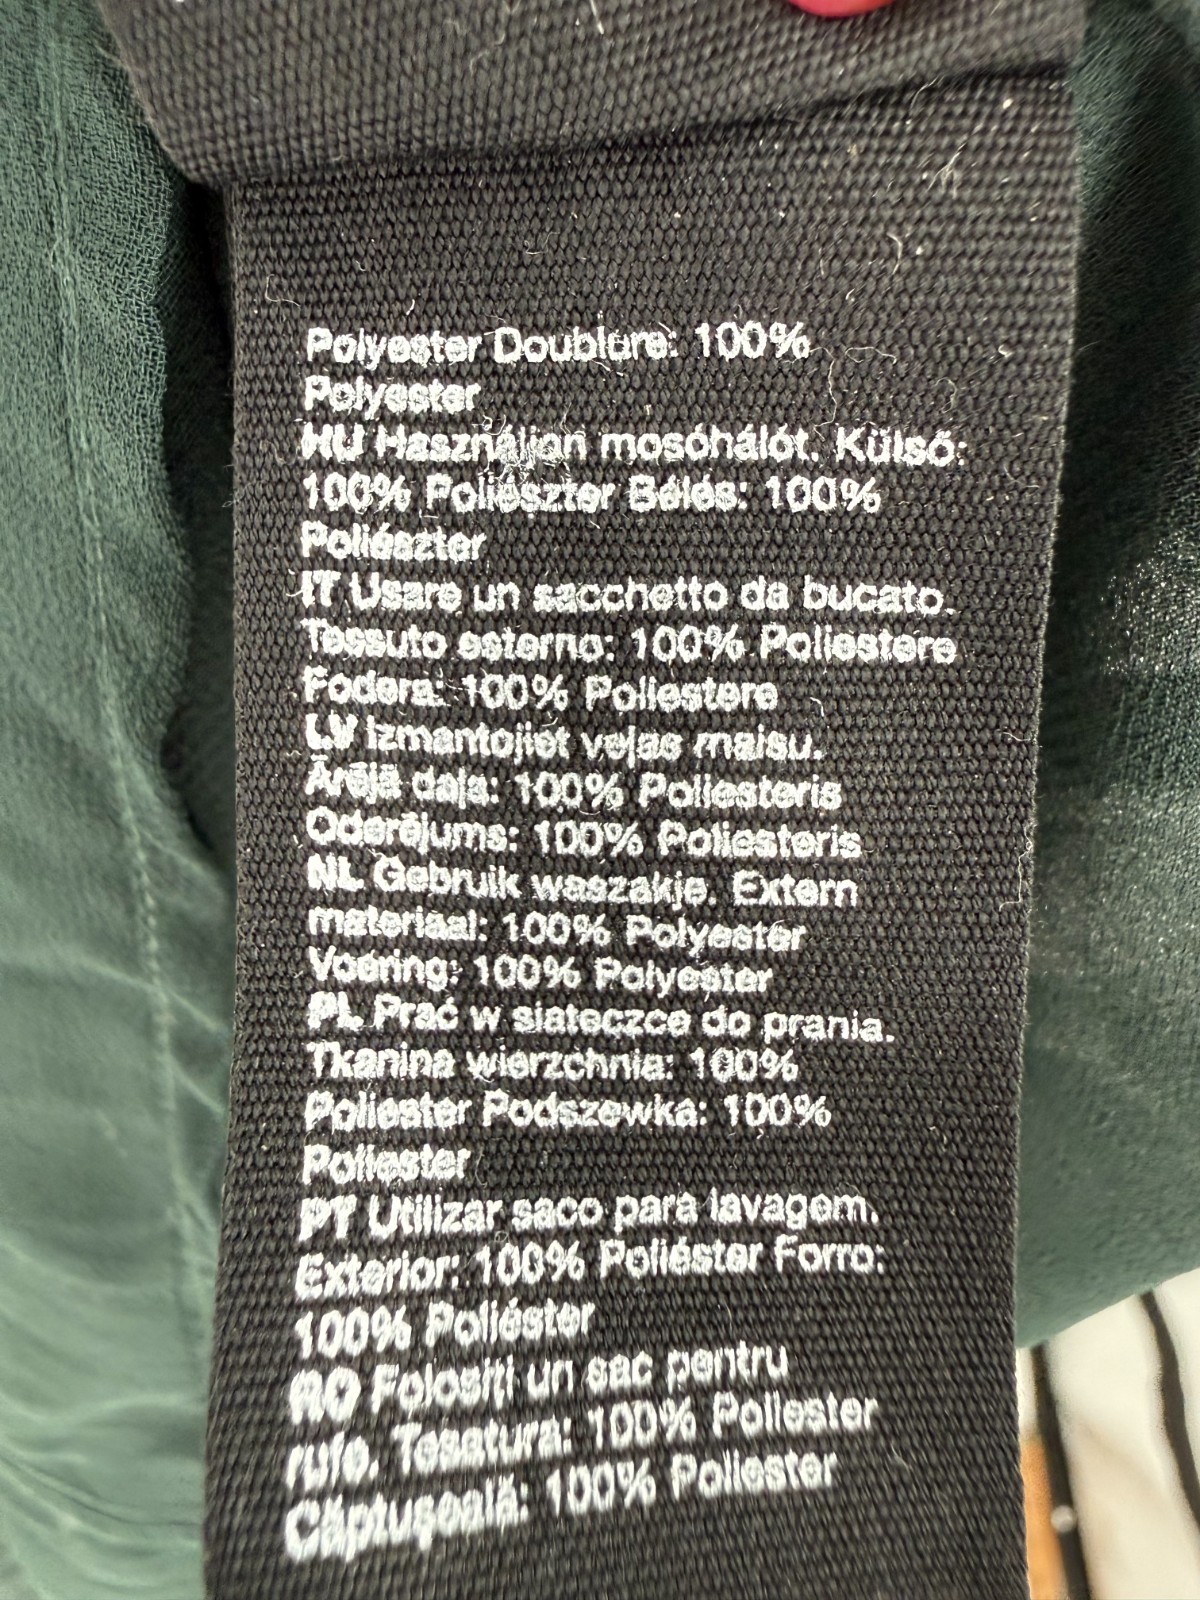 Polyester Doublure: 100%
Polyester
HU Használjon mosóhálót. Külső:
100% Poliészter Bélés: 100%
Poliészter
IT Usare un sacchetto da bucato.
Tessuto esterno: 100% Poliestere
Fodera: 100% Poliestere
LV Izmantojiet veļas maisu.
Ārējā daļa: 100% Poliesteris
Oderējums: 100% Poliesteris
NL Gebruik waszakje. Extern
materiaal: 100% Polyester
Voering: 100% Polyester
PL Prać w siateczce do prania.
Tkanina wierzchnia: 100%
Poliester Podszewka: 100%
Poliester
PT Utilizar saco para lavagem.
Exterior: 100% Poliéster Forro:
100% Poliéster
RO Folosiți un sac pentru
rufe. Țesătura: 100% Poliester
Căptușeală: 100% Poliester